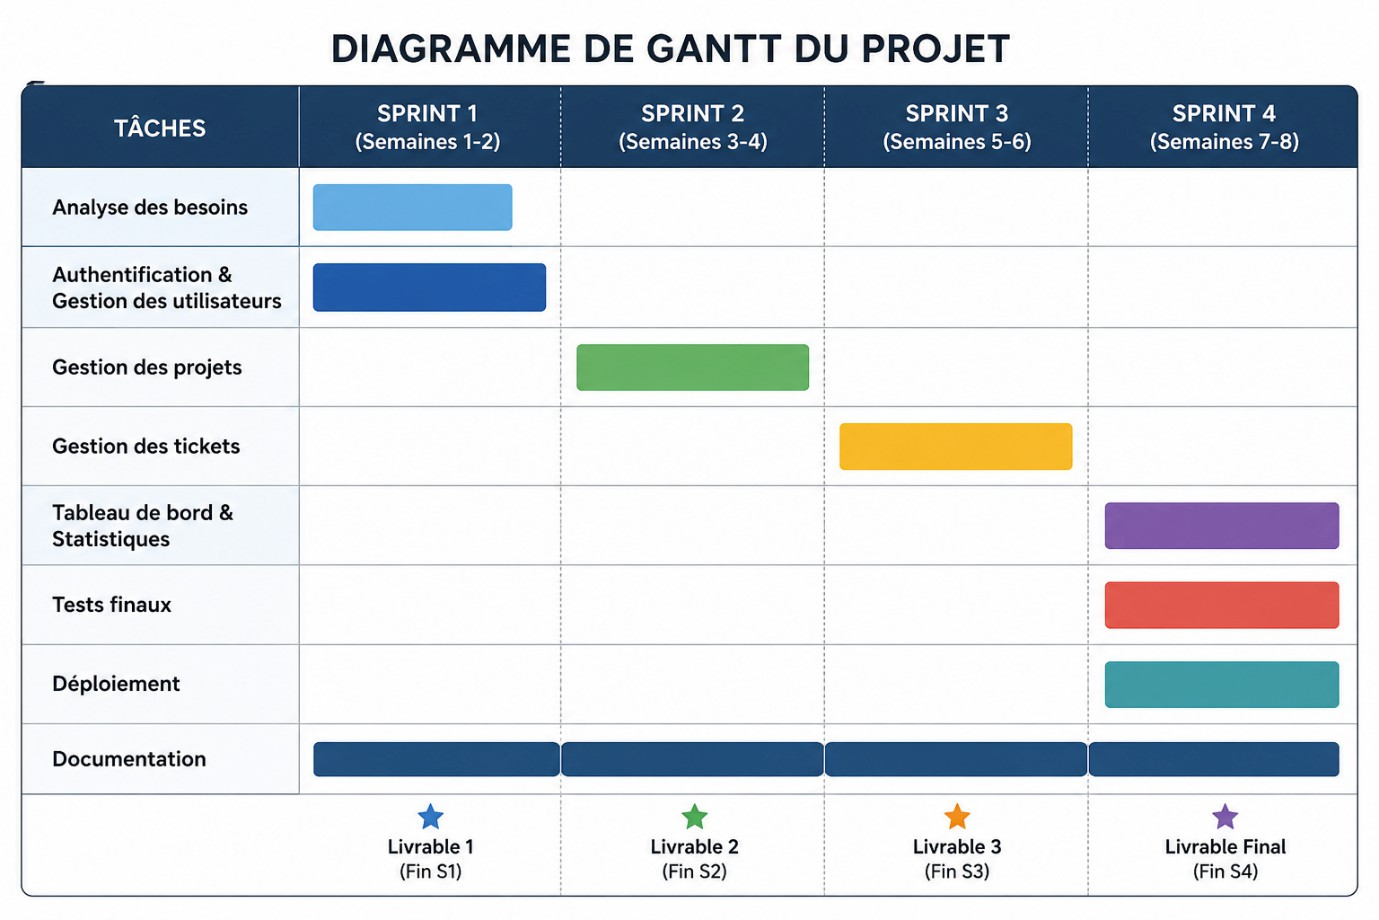 DIAGRAMME DE GANTT DU PROJET
TÂCHES
SPRINT 1
(Semaines 1-2)
SPRINT 2
(Semaines 3-4)
SPRINT 3
(Semaines 5-6)
SPRINT 4
(Semaines 7-8)
Analyse des besoins
Authentification &
Gestion des utilisateurs
Gestion des projets
Gestion des tickets
Tableau de bord &
Statistiques
Tests finaux
Déploiement
Documentation
Livrable 1
(Fin S1)
Livrable 2
(Fin S2)
Livrable 3
(Fin S3)
Livrable Final
(Fin S4)